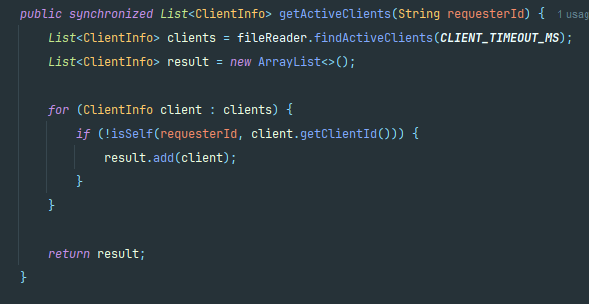 public synchronized List<ClientInfo> getActiveClients(String requesterId) { 1 usag
List<ClientInfo> clients = fileReader.findActiveClients(CLIENT_TIMEOUT_MS);
List<ClientInfo> result = new ArrayList<>();
for (ClientInfo client : clients) {
if (!isSelf(requesterId, client.getClientId())) {
result.add(client);
}
}
return result;
}